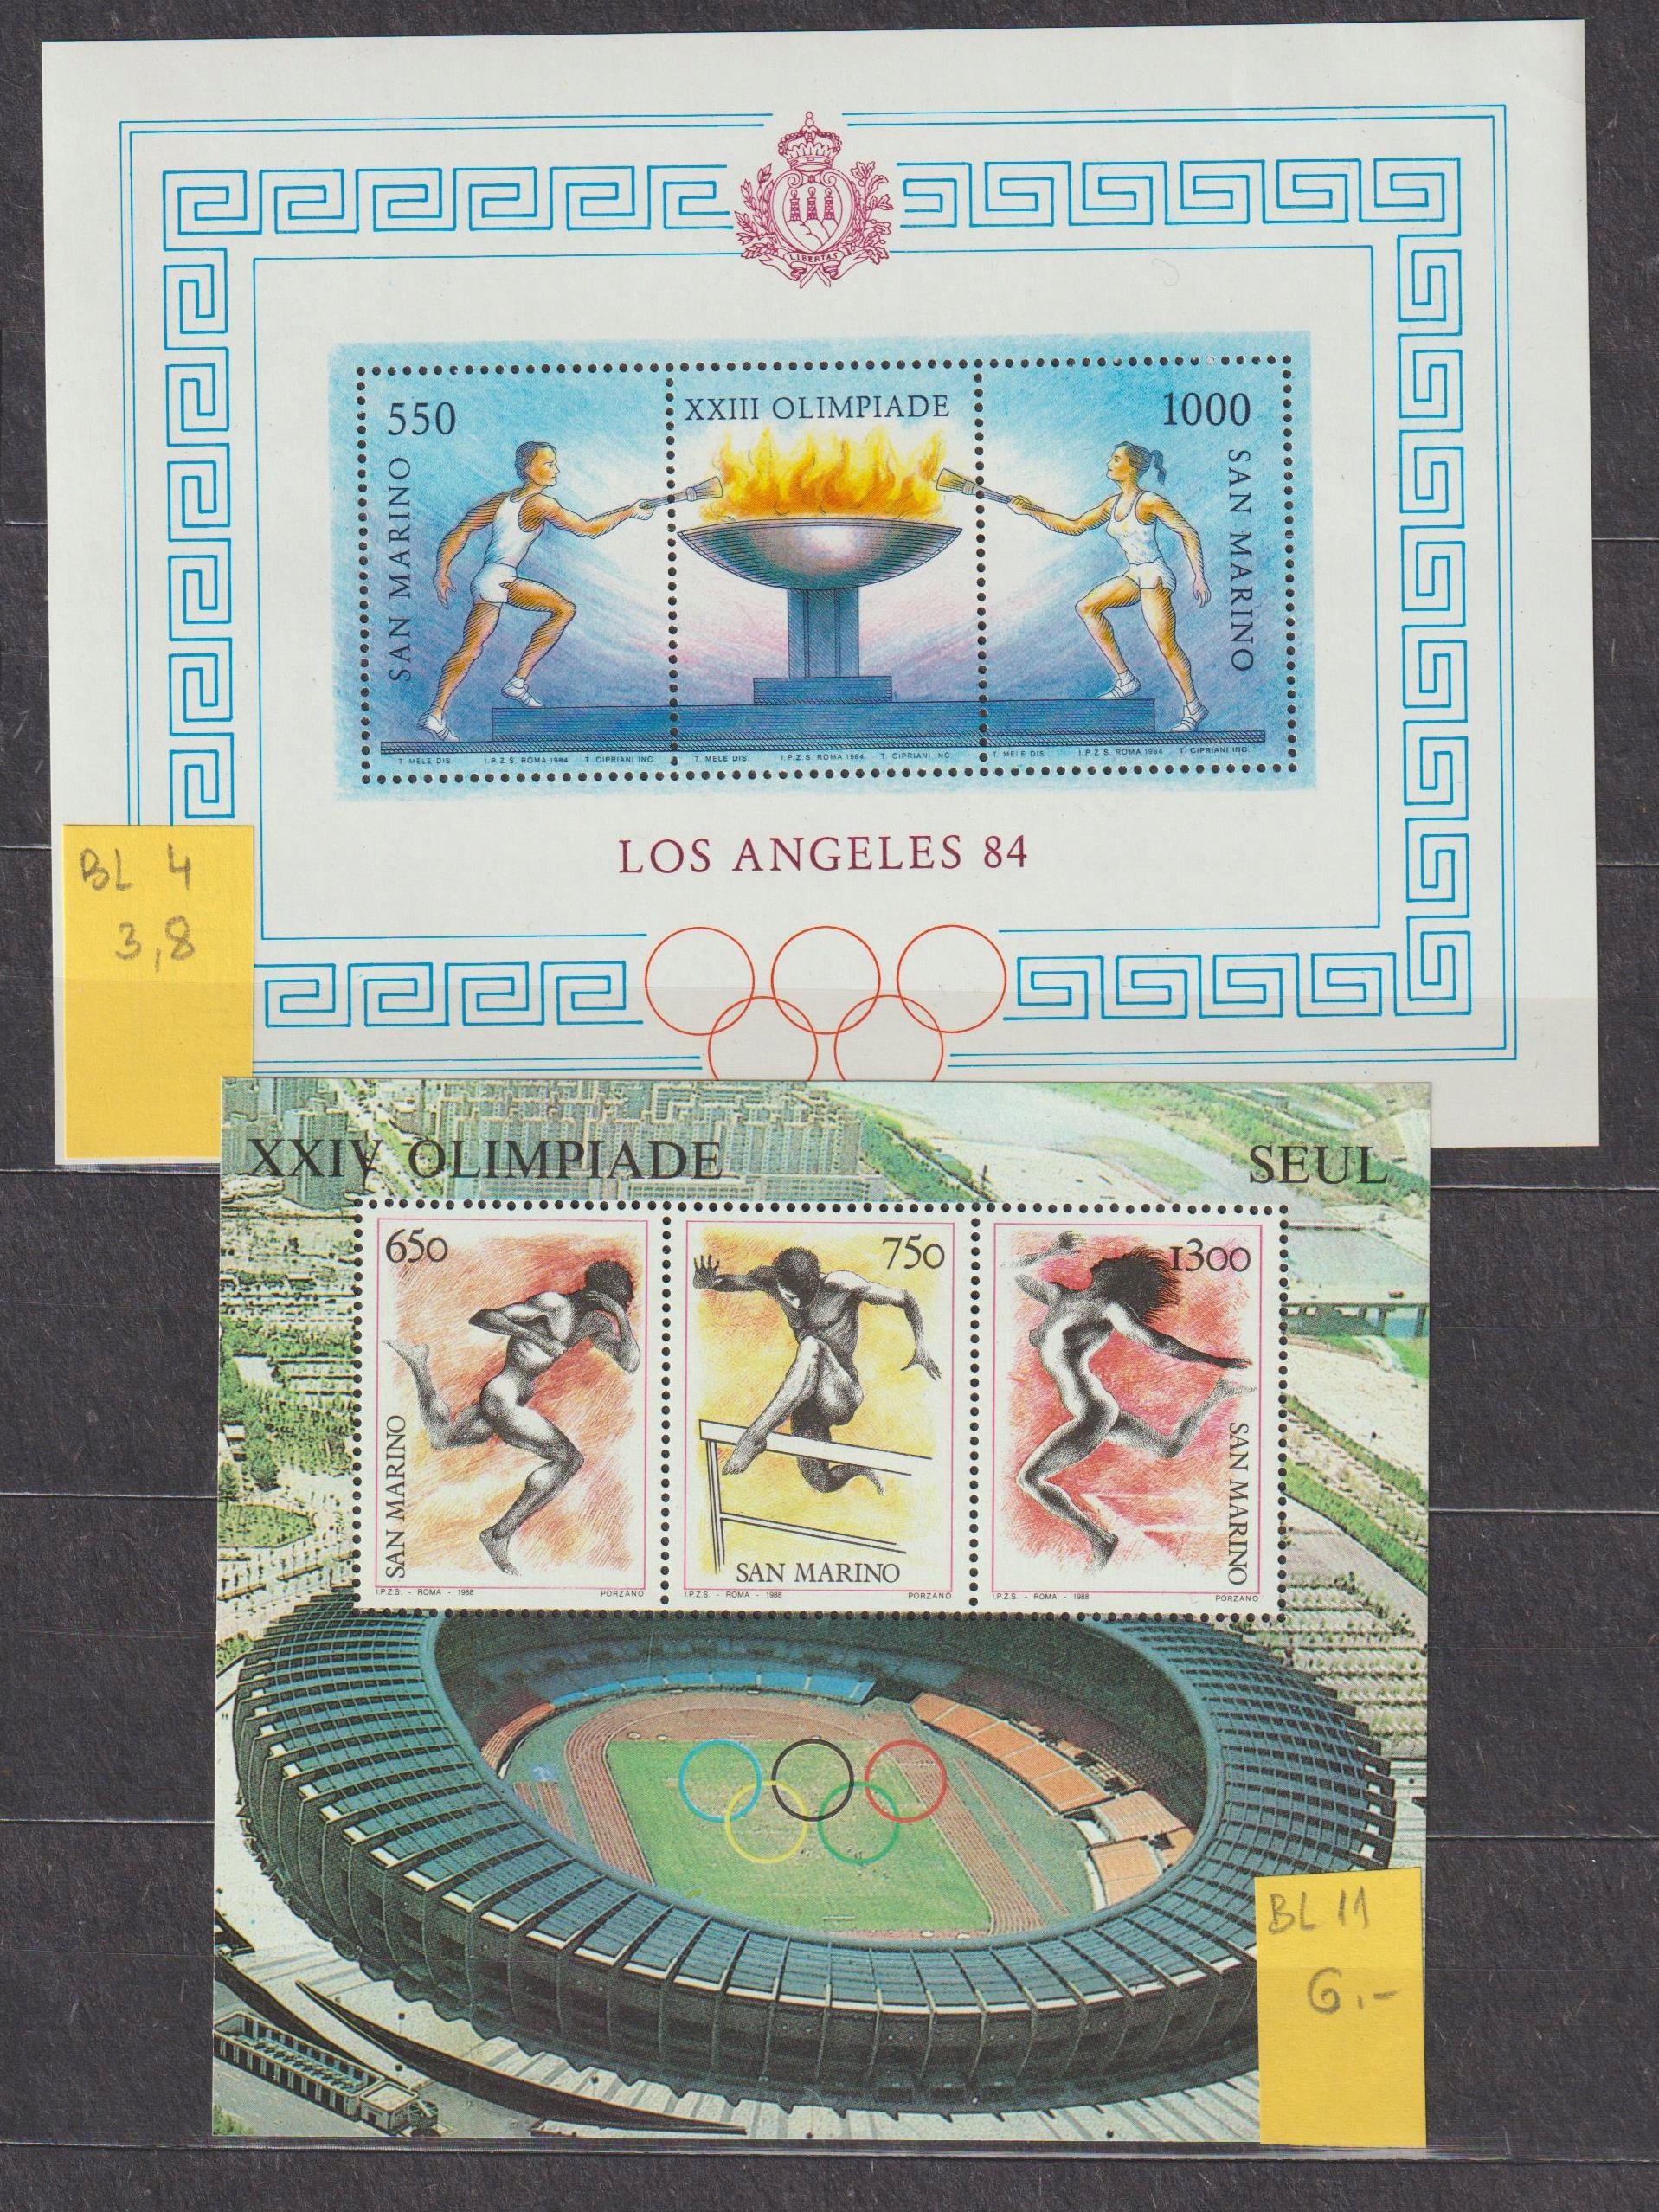 LIBERTAS
550
XXIII OLIMPIADE
1000
SAN MARINO
SAN MARINO
T. MELE DIS. I.P.Z.S. ROMA 1984 T. CIPRIANI INC.
T. MELE DIS. I.P.Z.S. ROMA 1984 T. CIPRIANI INC.
T. MELE DIS. I.P.Z.S. ROMA 1984 T. CIPRIANI INC.
LOS ANGELES 84
BL 4
3,8
XXIV OLIMPIADE
SEUL
650
750
1300
SAN MARINO
SAN MARINO
SAN MARINO
I.P.Z.S. - ROMA - 1988 PORZANO
I.P.Z.S. - ROMA - 1988 PORZANO
I.P.Z.S. - ROMA - 1988 PORZANO
BL 11
6.-